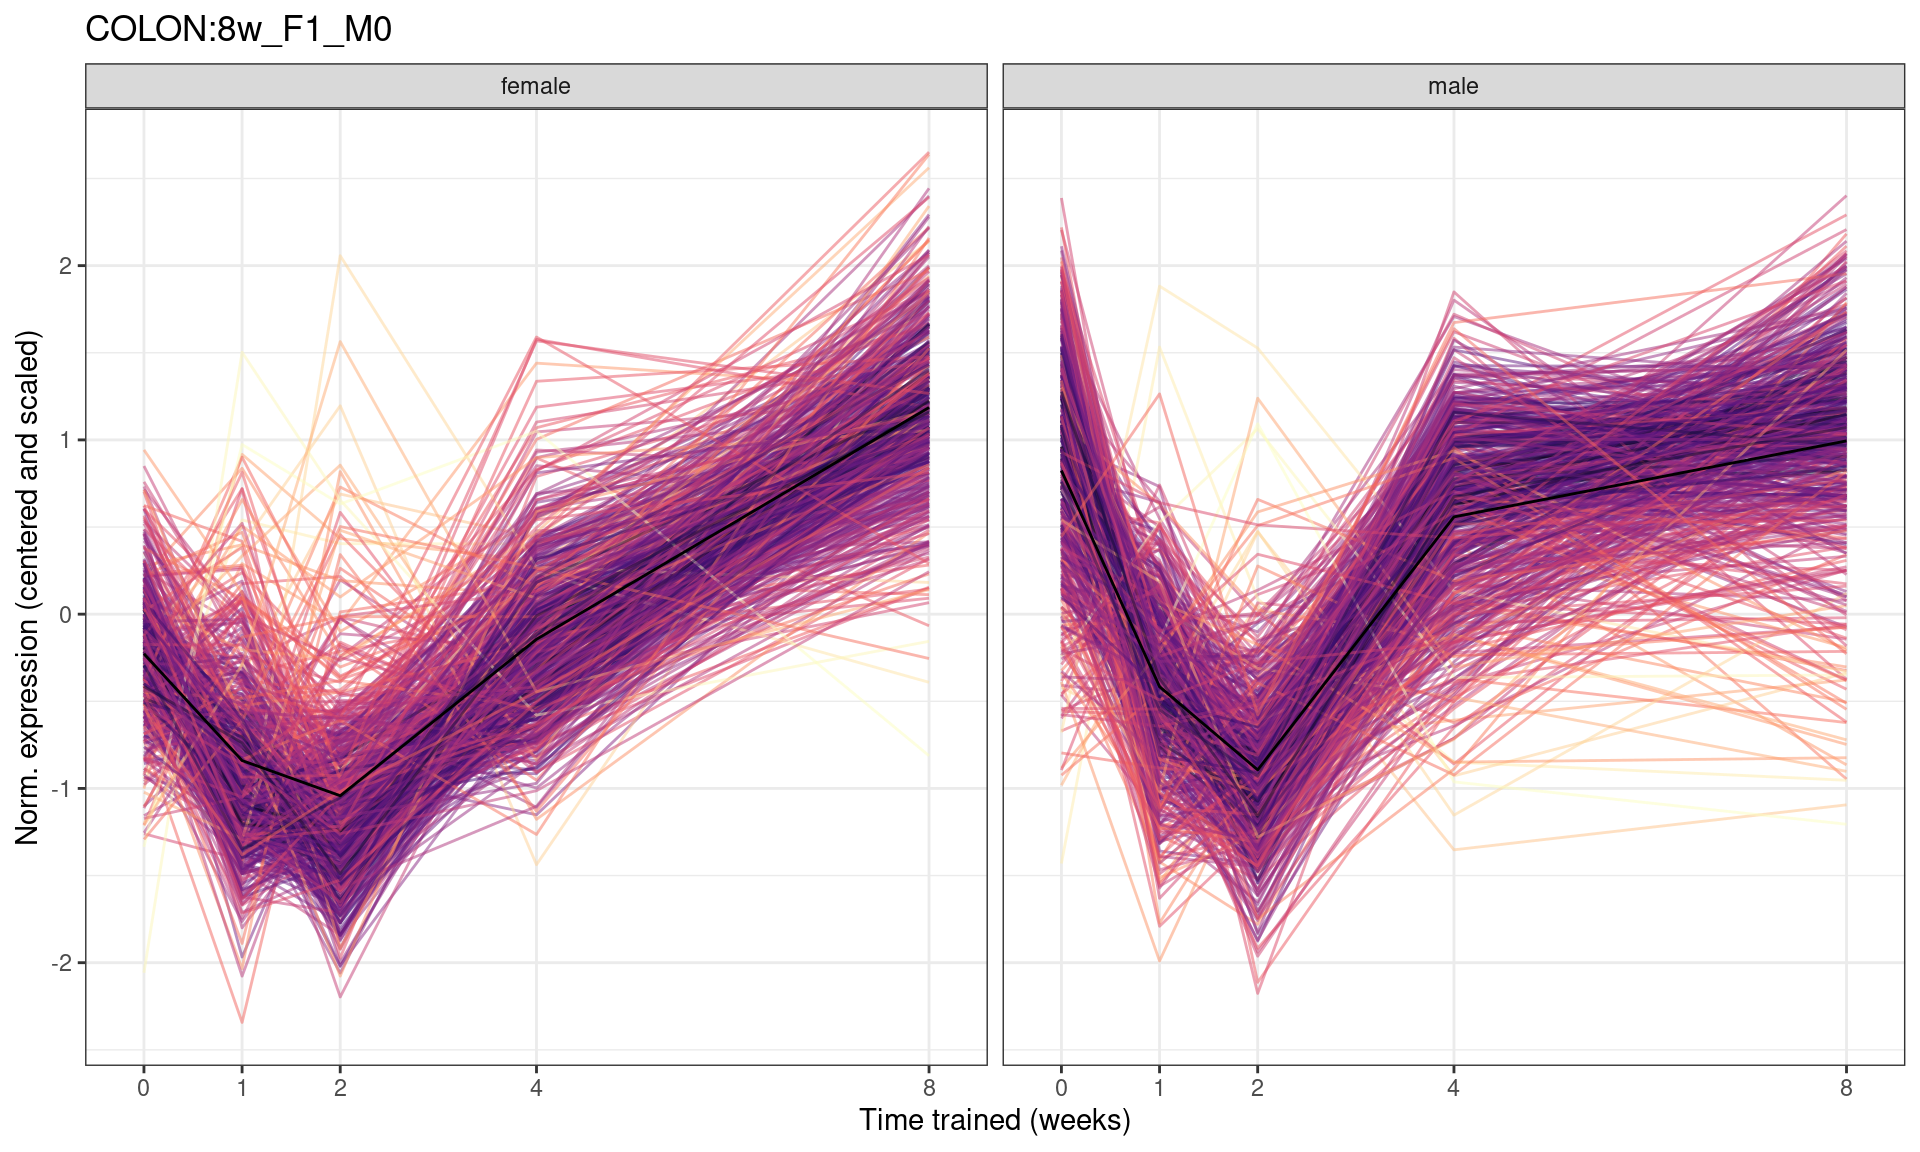 COLON:8w_F1_M0
female
male
Norm. expression (centered and scaled)
2
1
0
-1
-2
0 1 2 4 8
0 1 2 4 8
Time trained (weeks)